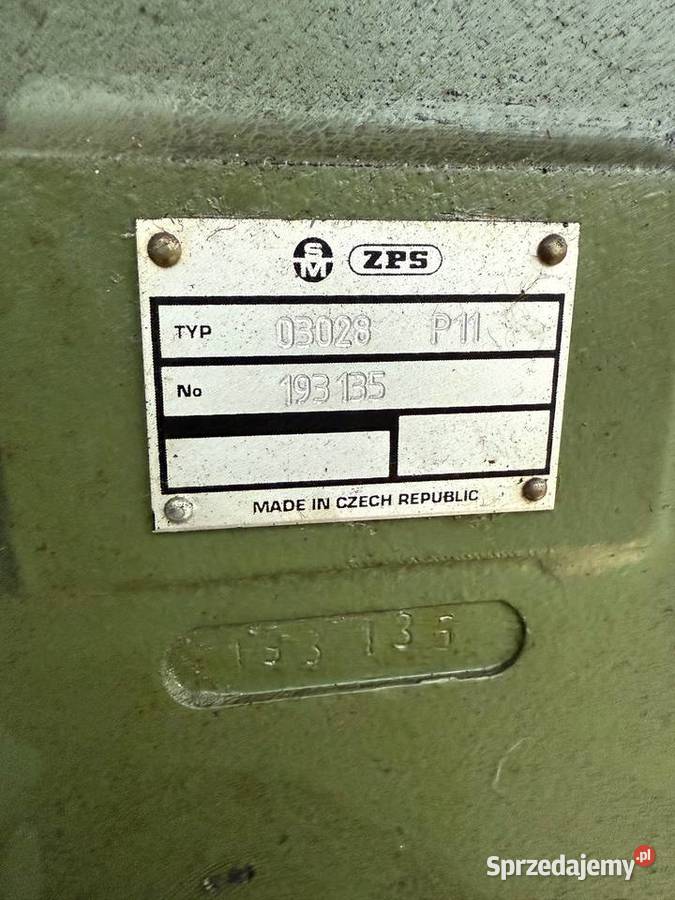 SM ZPS
TYP 03028 P11
No 193 135
MADE IN CZECH REPUBLIC
193 135
Sprzedajemy.pl